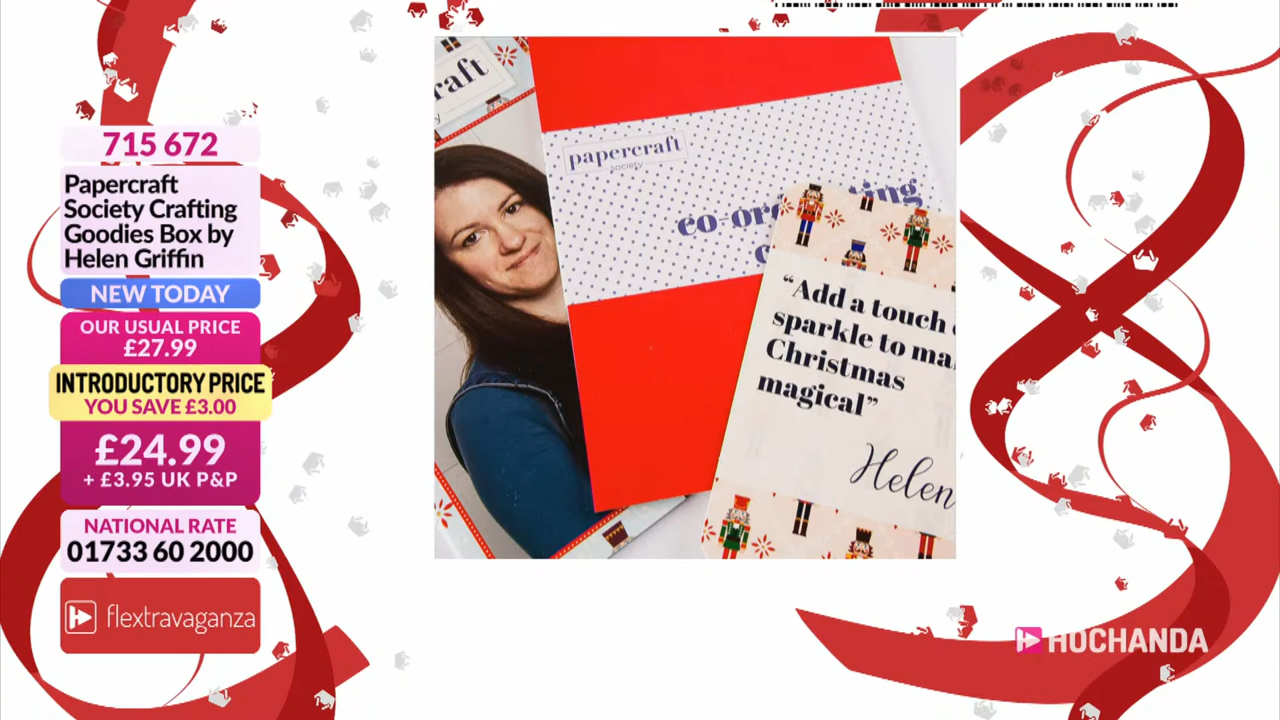 715 672
Papercraft
Society Crafting
Goodies Box by
Helen Griffin
NEW TODAY
OUR USUAL PRICE
£27.99
INTRODUCTORY PRICE
YOU SAVE £3.00
£24.99
+ £3.95 UK P&P
NATIONAL RATE
01733 60 2000
flextravaganza
papercraft
society
“Add a touch
sparkle to
Christmas
magical”
Helen
HOCHANDA